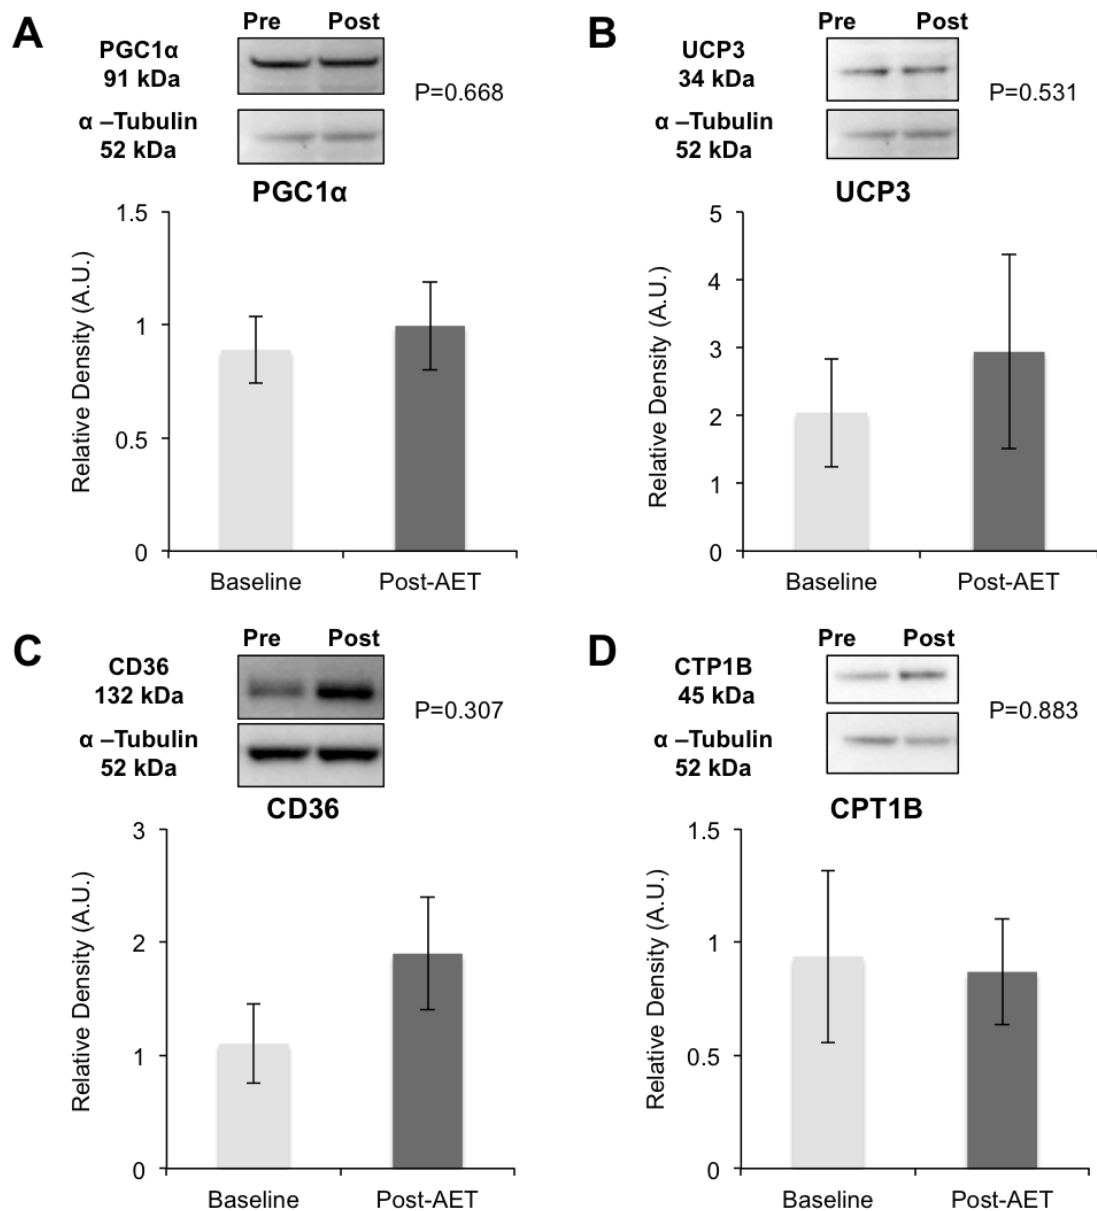 A
Pre Post
PGC1α
91 kDa
P=0.668
α –Tubulin
52 kDa
PGC1α
Relative Density (A.U.)
1.5
1
0.5
0
Baseline Post-AET
B
Pre Post
UCP3
34 kDa
P=0.531
α –Tubulin
52 kDa
UCP3
Relative Density (A.U.)
5
4
3
2
1
0
Baseline Post-AET
C
Pre Post
CD36
132 kDa
P=0.307
α –Tubulin
52 kDa
CD36
Relative Density (A.U.)
3
2
1
0
Baseline Post-AET
D
Pre Post
CTP1B
45 kDa
P=0.883
α –Tubulin
52 kDa
CPT1B
Relative Density (A.U.)
1.5
1
0.5
0
Baseline Post-AET